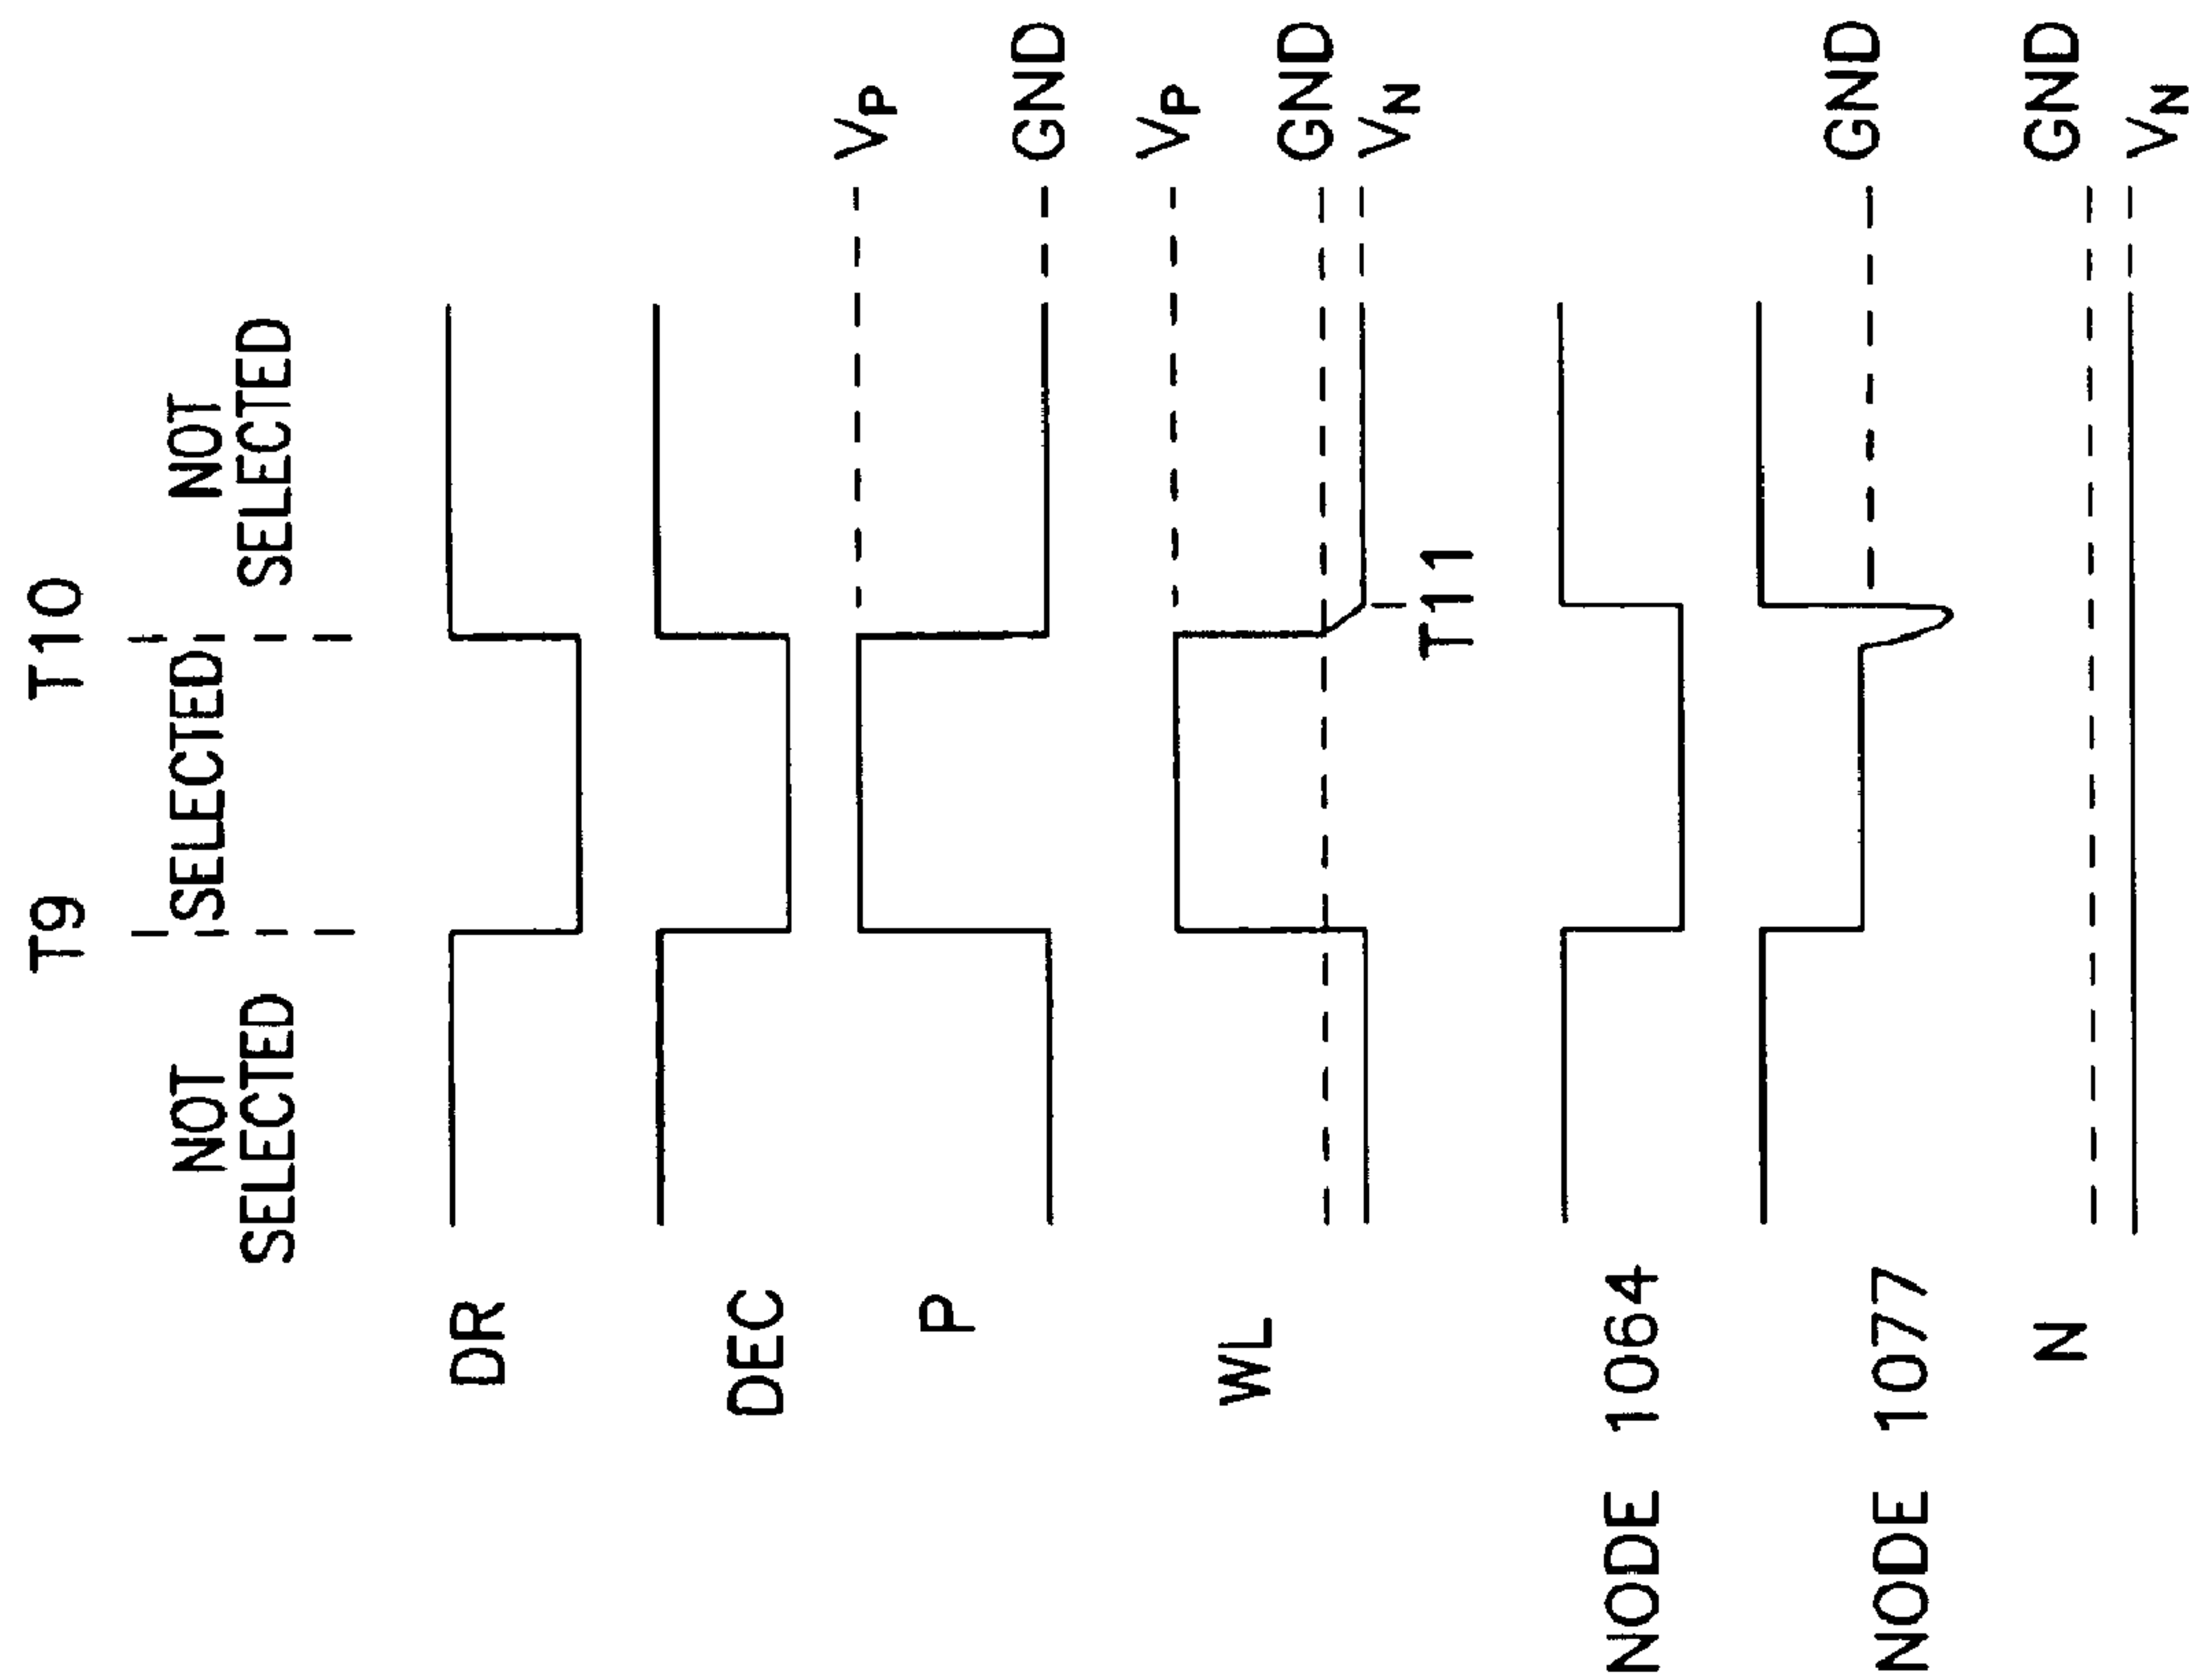 T9
T10
NOT
SELECTED
SELECTED
NOT
SELECTED
DR
DEC
P
VP
GND
WL
VP
GND
VN
T11
NODE 1064
NODE 1077
GND
N
GND
VN